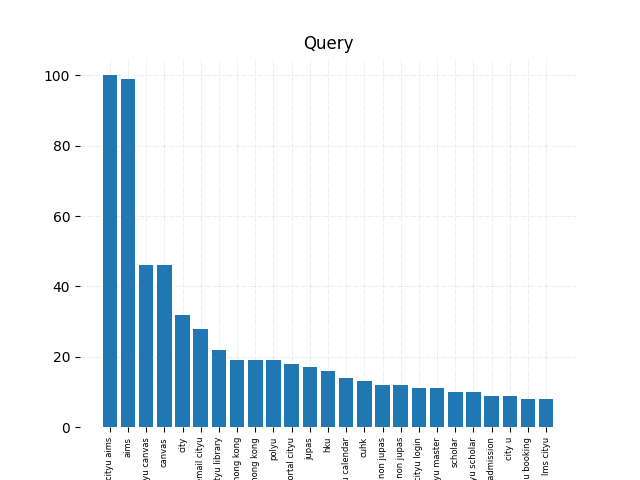 Query
100
80
60
40
20
0
cityu aims
aims
yu canvas
canvas
city
email cityu
tyu library
hong kong
hong kong
polyu
ortal cityu
jupas
hku
u calendar
cuhk
non jupas
non jupas
cityu login
yu master
scholar
yu scholar
admission
city u
u booking
lms cityu